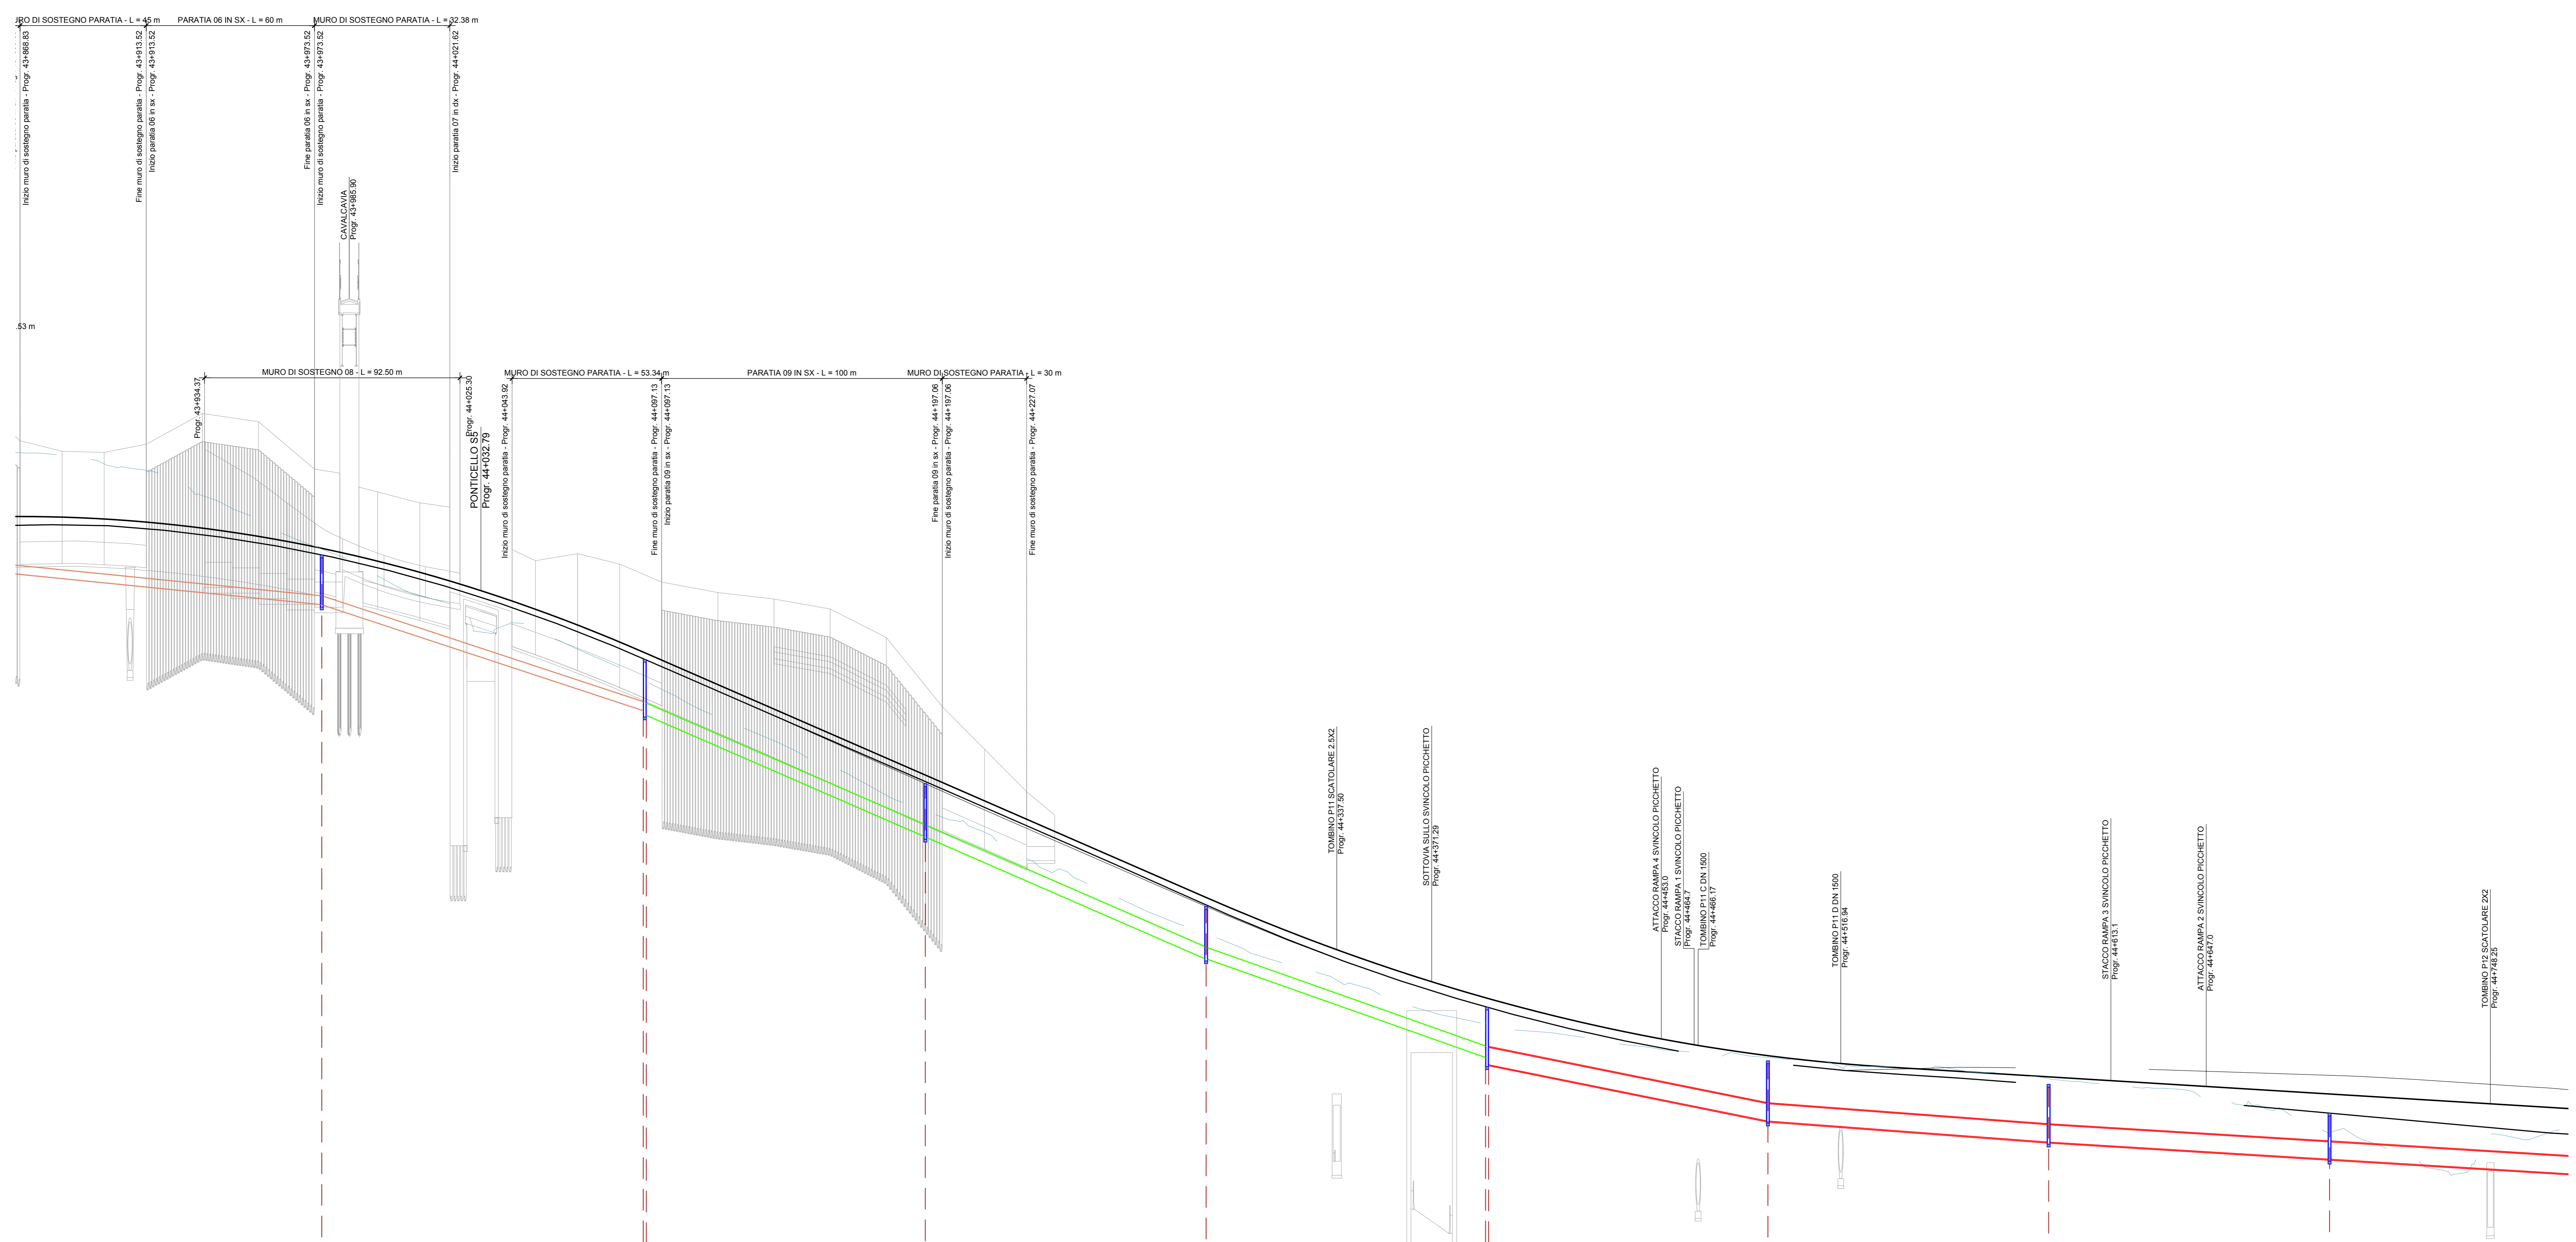 JRO DI SOSTEGNO PARATIA - L = 45 m
PARATIA 06 IN SX - L = 60 m
MURO DI SOSTEGNO PARATIA - L = 32.38 m
Inizio muro di sostegno paratia - Progr. 43+868.83
Fine muro di sostegno paratia - Progr. 43+913.52
Inizio paratia 06 in sx - Progr. 43+913.52
Fine paratia 06 in sx - Progr. 43+973.52
Inizio muro di sostegno paratia - Progr. 43+973.52
Inizio paratia 07 in dx - Progr. 44+021.62
CAVALCAVIA
Progr. 43+985.90
.53 m
MURO DI SOSTEGNO 08 - L = 92.50 m
Progr. 43+934.37
Progr. 44+025.30
PONTICELLO S5
Progr. 44+032.79
MURO DI SOSTEGNO PARATIA - L = 53.34 m
PARATIA 09 IN SX - L = 100 m
MURO DI SOSTEGNO PARATIA - L = 30 m
Inizio muro di sostegno paratia - Progr. 44+043.92
Fine muro di sostegno paratia - Progr. 44+097.13
Inizio paratia 09 in sx - Progr. 44+097.13
Fine paratia 09 in sx - Progr. 44+197.06
Inizio muro di sostegno paratia - Progr. 44+197.06
Fine muro di sostegno paratia - Progr. 44+227.07
TOMBINO P11 SCATOLARE 2.5X2
Progr. 44+337.50
SOTTOVIA SULLO SVINCOLO PICCHETTO
Progr. 44+371.29
ATTACCO RAMPA 4 SVINCOLO PICCHETTO
Progr. 44+453.0
STACCO RAMPA 1 SVINCOLO PICCHETTO
Progr. 44+464.7
TOMBINO P11 C DN 1500
Progr. 44+466.17
TOMBINO P11 D DN 1500
Progr. 44+516.94
STACCO RAMPA 3 SVINCOLO PICCHETTO
Progr. 44+613.1
ATTACCO RAMPA 2 SVINCOLO PICCHETTO
Progr. 44+647.0
TOMBINO P12 SCATOLARE 2X2
Progr. 44+748.25